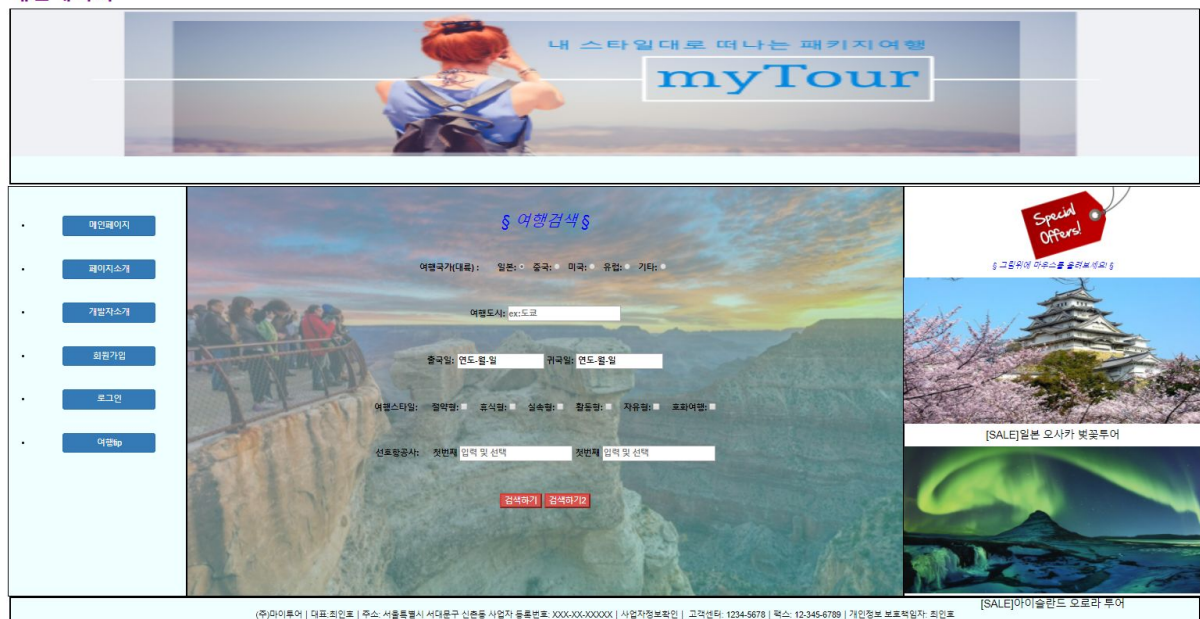 내 스타일대로 떠나는 패키지여행
myTour
메인페이지
페이지소개
개발자소개
회원가입
로그인
여행tip
§ 여행검색 §
여행국가(대륙) : 일본: 중국: 미국: 유럽: 기타:
여행도시: ex:도쿄
출국일: 연도-월-일 귀국일: 연도-월-일
여행스타일: 절약형: 휴식형: 실속형: 활동형: 자유형: 호화여행:
선호항공사: 첫번째 입력 및 선택 첫번째 입력 및 선택
검색하기 검색하기2
Special
Offers!
§ 그림위에 마우스를 올려보세요! §
[SALE]일본 오사카 벚꽃투어
[SALE]아이슬란드 오로라 투어
(주)마이투어 | 대표:최인호 | 주소: 서울특별시 서대문구 신촌동 사업자 등록번호: XXX-XX-XXXXX | 사업자정보확인 | 고객센터: 1234-5678 | 팩스: 12-345-6789 | 개인정보 보호책임자: 최인호